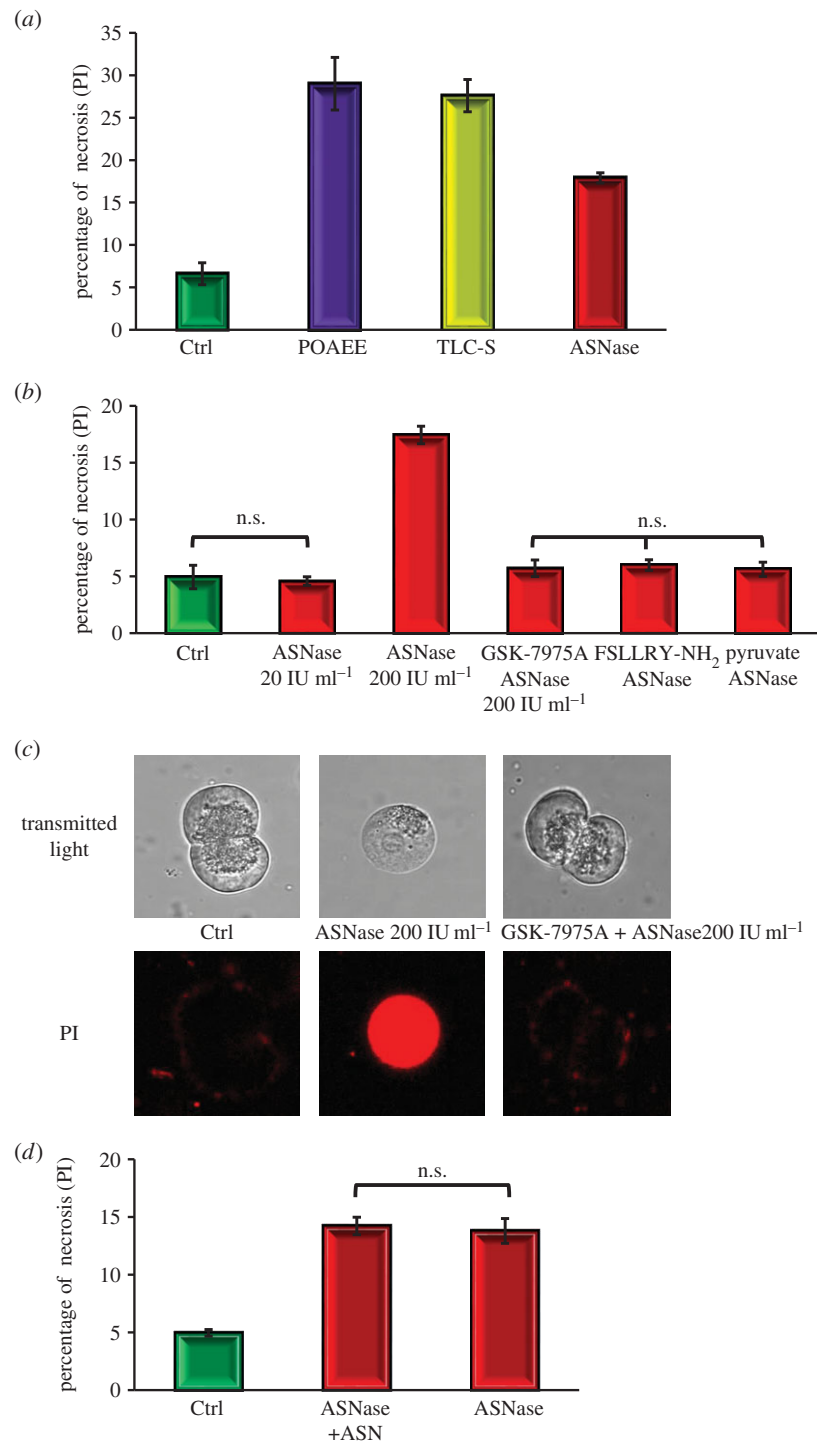 (a)
percentage of necrosis (PI)
35
30
25
20
15
10
5
0
Ctrl
POAEE
TLC-S
ASNase
(b)
percentage of necrosis (PI)
20
15
10
5
0
n.s.
n.s.
Ctrl
ASNase
20 IU ml⁻¹
ASNase
200 IU ml⁻¹
GSK-7975A
ASNase
200 IU ml⁻¹
FSLLRY-NH₂
ASNase
pyruvate
ASNase
(c)
transmitted
light
Ctrl
ASNase 200 IU ml⁻¹
GSK-7975A + ASNase200 IU ml⁻¹
PI
(d)
percentage of necrosis (PI)
20
15
10
5
0
n.s.
Ctrl
ASNase
+ASN
ASNase